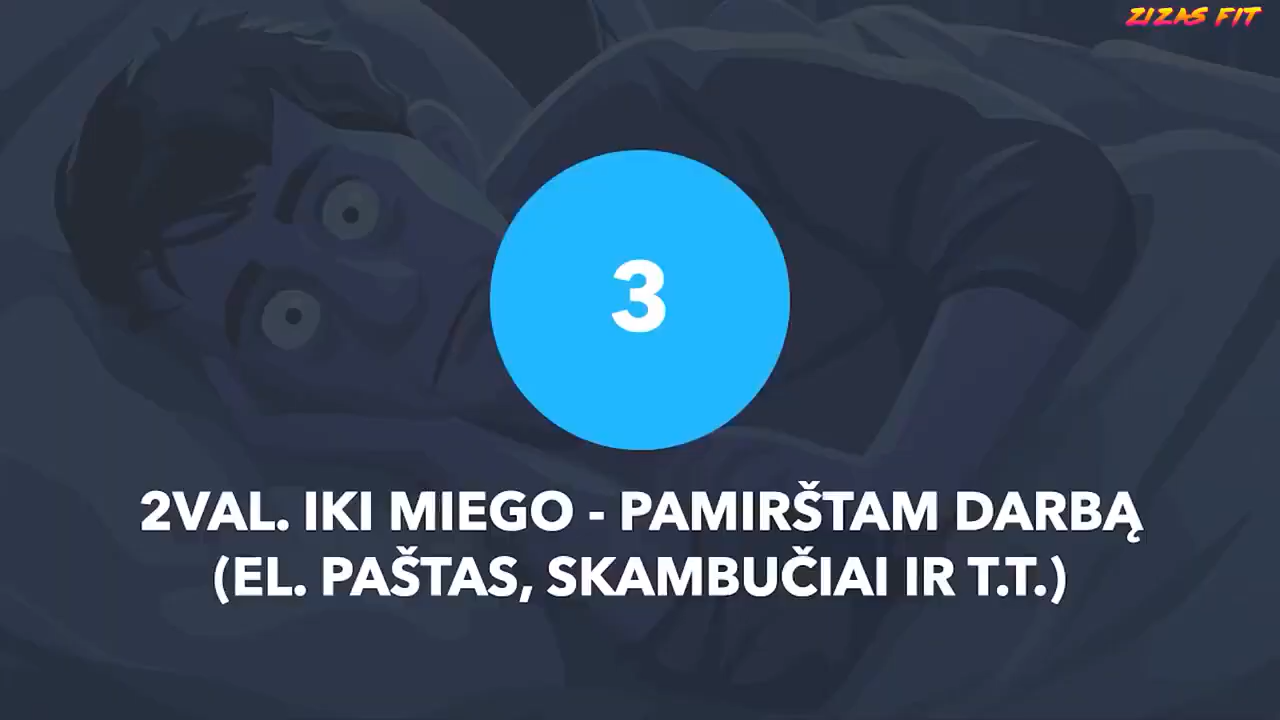 ZIZAS FIT
3
2VAL. IKI MIEGO - PAMIRŠTAM DARBĄ
(EL. PAŠTAS, SKAMBUČIAI IR T.T.)